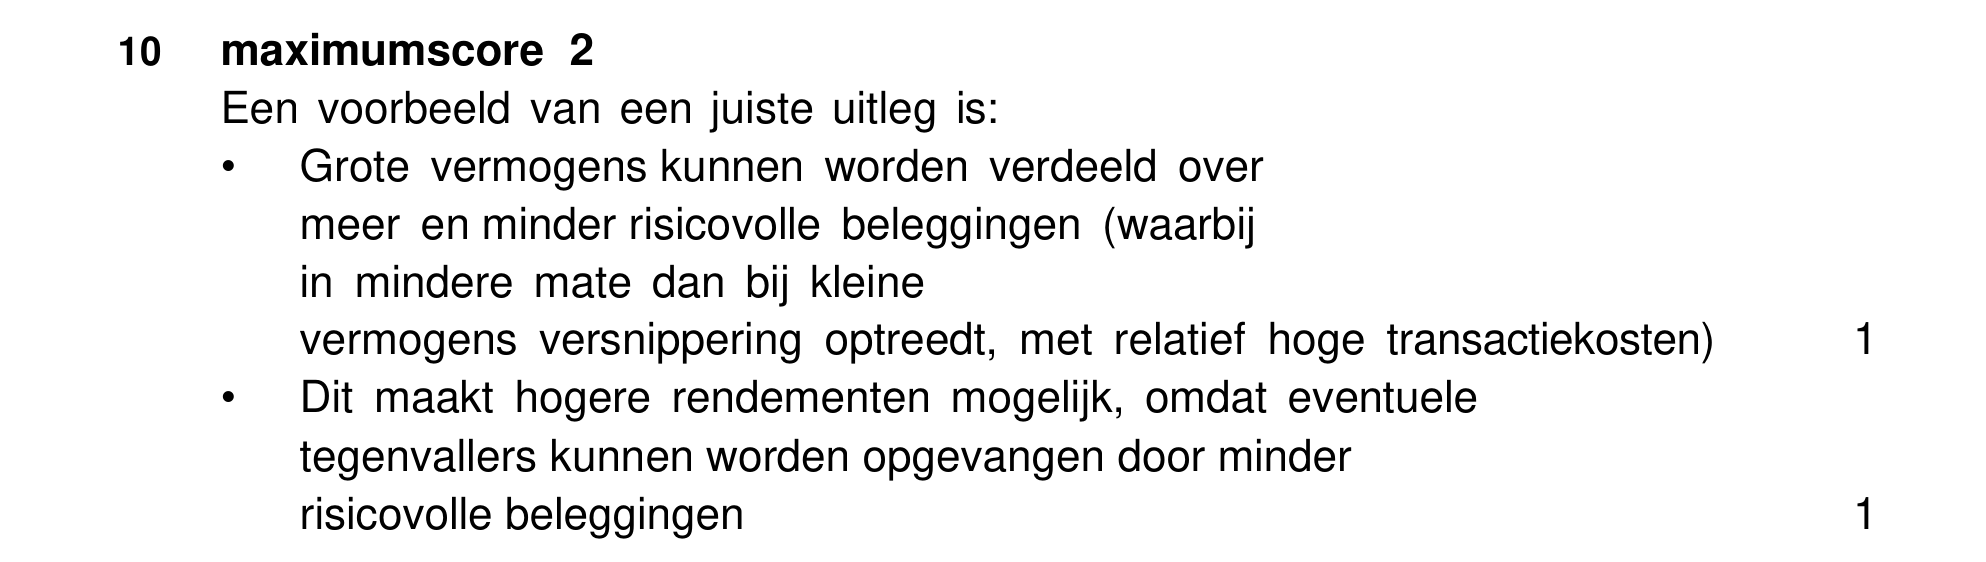 10 maximumscore 2
Een voorbeeld van een juiste uitleg is:
• Grote vermogens kunnen worden verdeeld over
meer en minder risicovolle beleggingen (waarbij
in mindere mate dan bij kleine
vermogens versnippering optreedt, met relatief hoge transactiekosten) 1
• Dit maakt hogere rendementen mogelijk, omdat eventuele
tegenvallers kunnen worden opgevangen door minder
risicovolle beleggingen 1